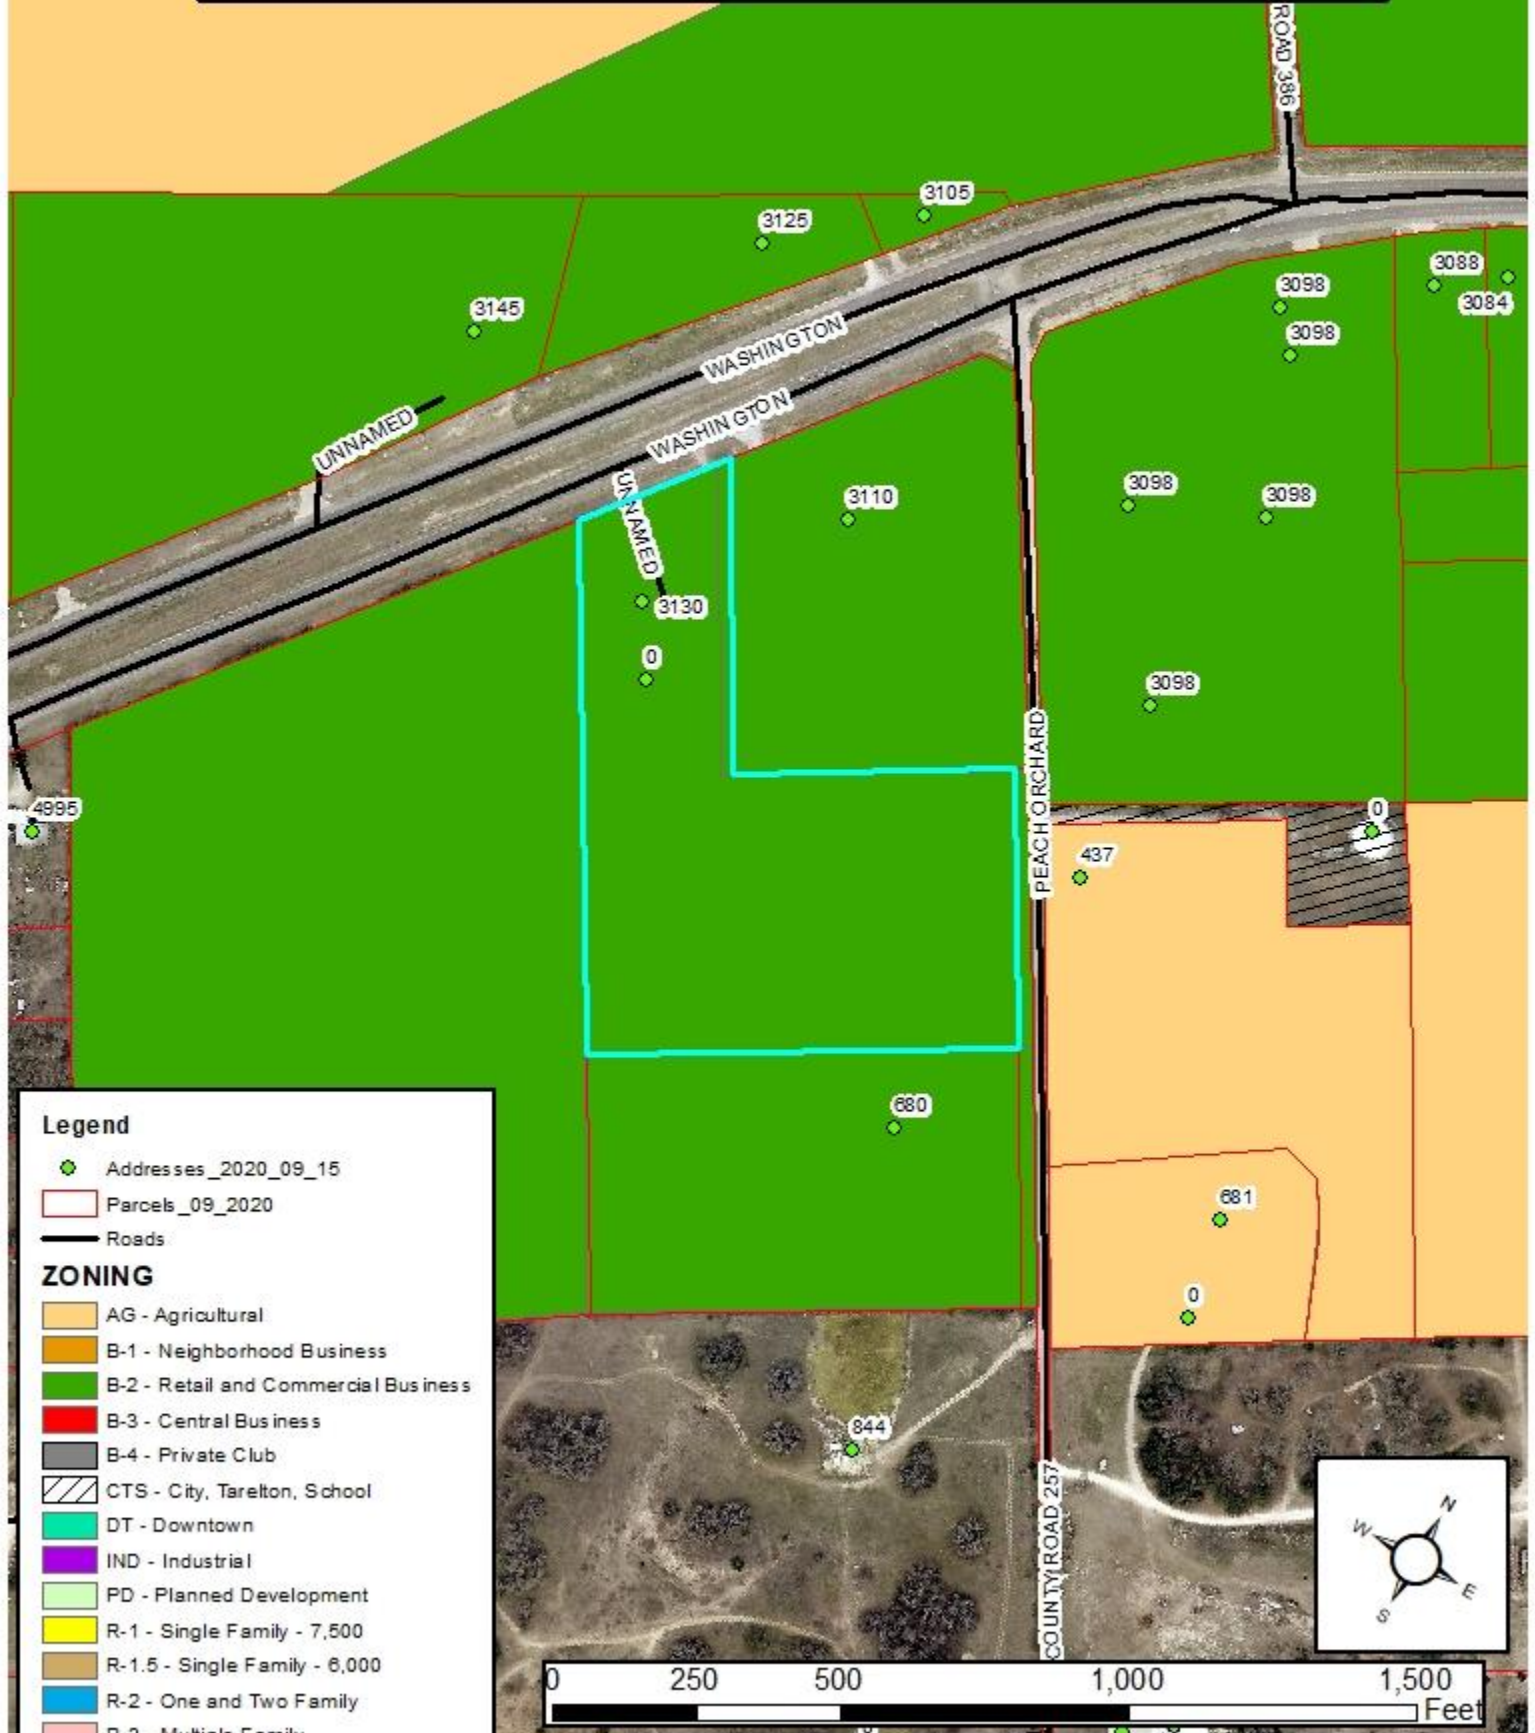 ROAD 386
3105
3125
3145
3088
3084
3098
3098
WASHINGTON
WASHINGTON
UNNAMED
UNNAMED
3110
3098
3098
3130
0
3098
PEACH ORCHARD
4995
0
437
680
681
0
844
COUNTY ROAD 257
Legend
Addresses_2020_09_15
Parcels_09_2020
Roads
ZONING
AG - Agricultural
B-1 - Neighborhood Business
B-2 - Retail and Commercial Business
B-3 - Central Business
B-4 - Private Club
CTS - City, Tarelton, School
DT - Downtown
IND - Industrial
PD - Planned Development
R-1 - Single Family - 7,500
R-1.5 - Single Family - 6,000
R-2 - One and Two Family
N
W
E
S
0 250 500 1,000 1,500
Feet